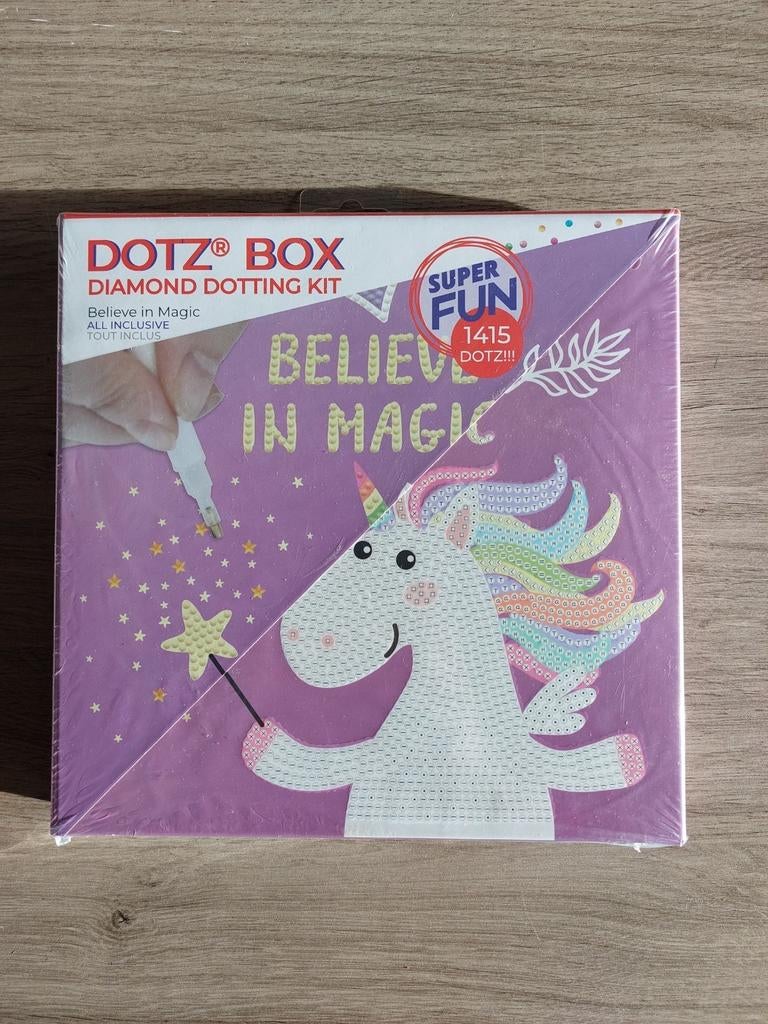 DOTZ® BOX
DIAMOND DOTTING KIT
Believe in Magic
ALL INCLUSIVE
TOUT INCLUS
SUPER
FUN
1415
DOTZ!!!
BELIEVE
IN MAGIC